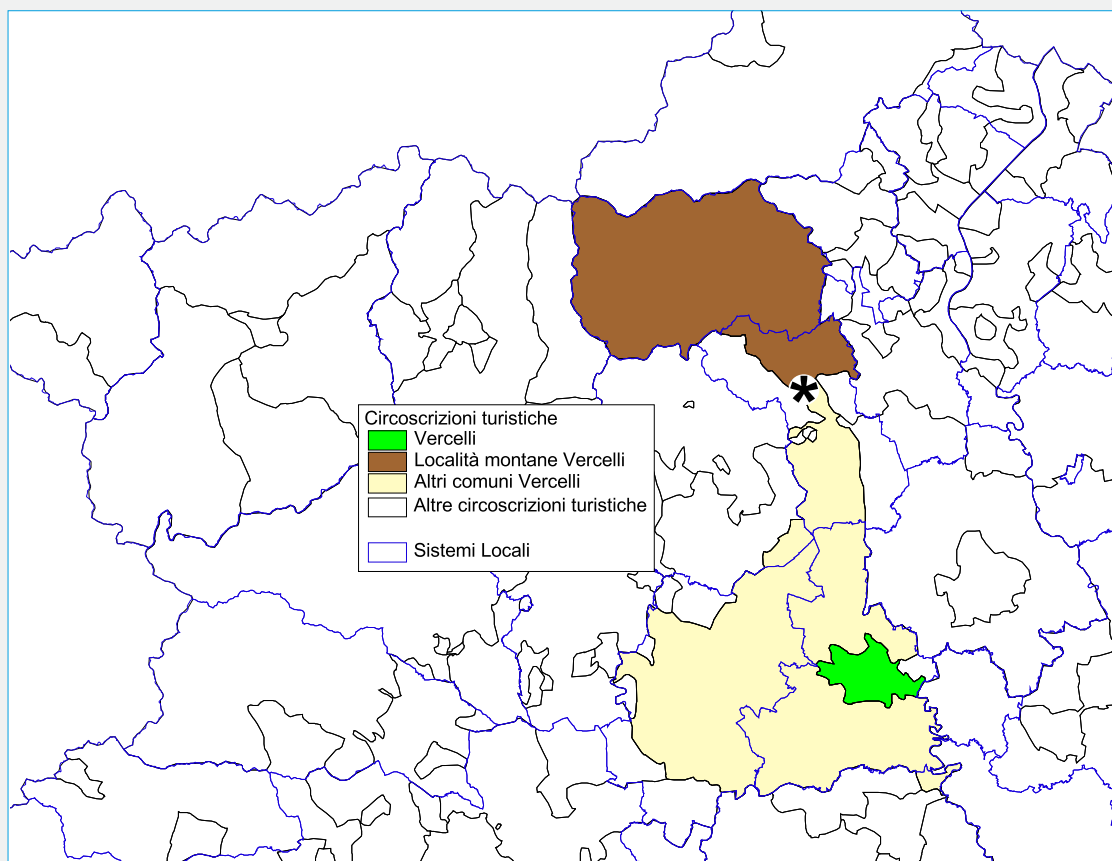 Circoscrizioni turistiche
Vercelli
Località montane Vercelli
Altri comuni Vercelli
Altre circoscrizioni turistiche
Sistemi Locali
*